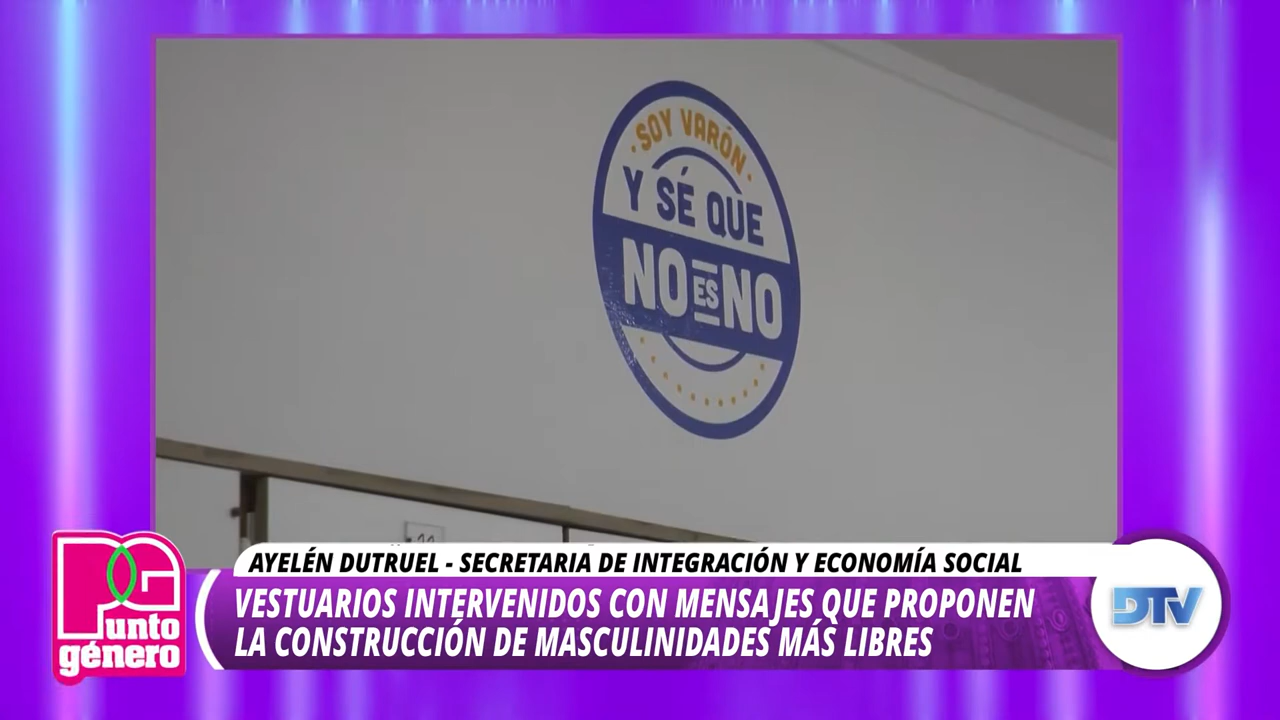 · SOY VARÓN ·
Y SÉ QUE
NO ES NO
AYELÉN DUTRUEL - SECRETARIA DE INTEGRACIÓN Y ECONOMÍA SOCIAL
VESTUARIOS INTERVENIDOS CON MENSAJES QUE PROPONEN
LA CONSTRUCCIÓN DE MASCULINIDADES MÁS LIBRES
PG
Punto
género
DTV